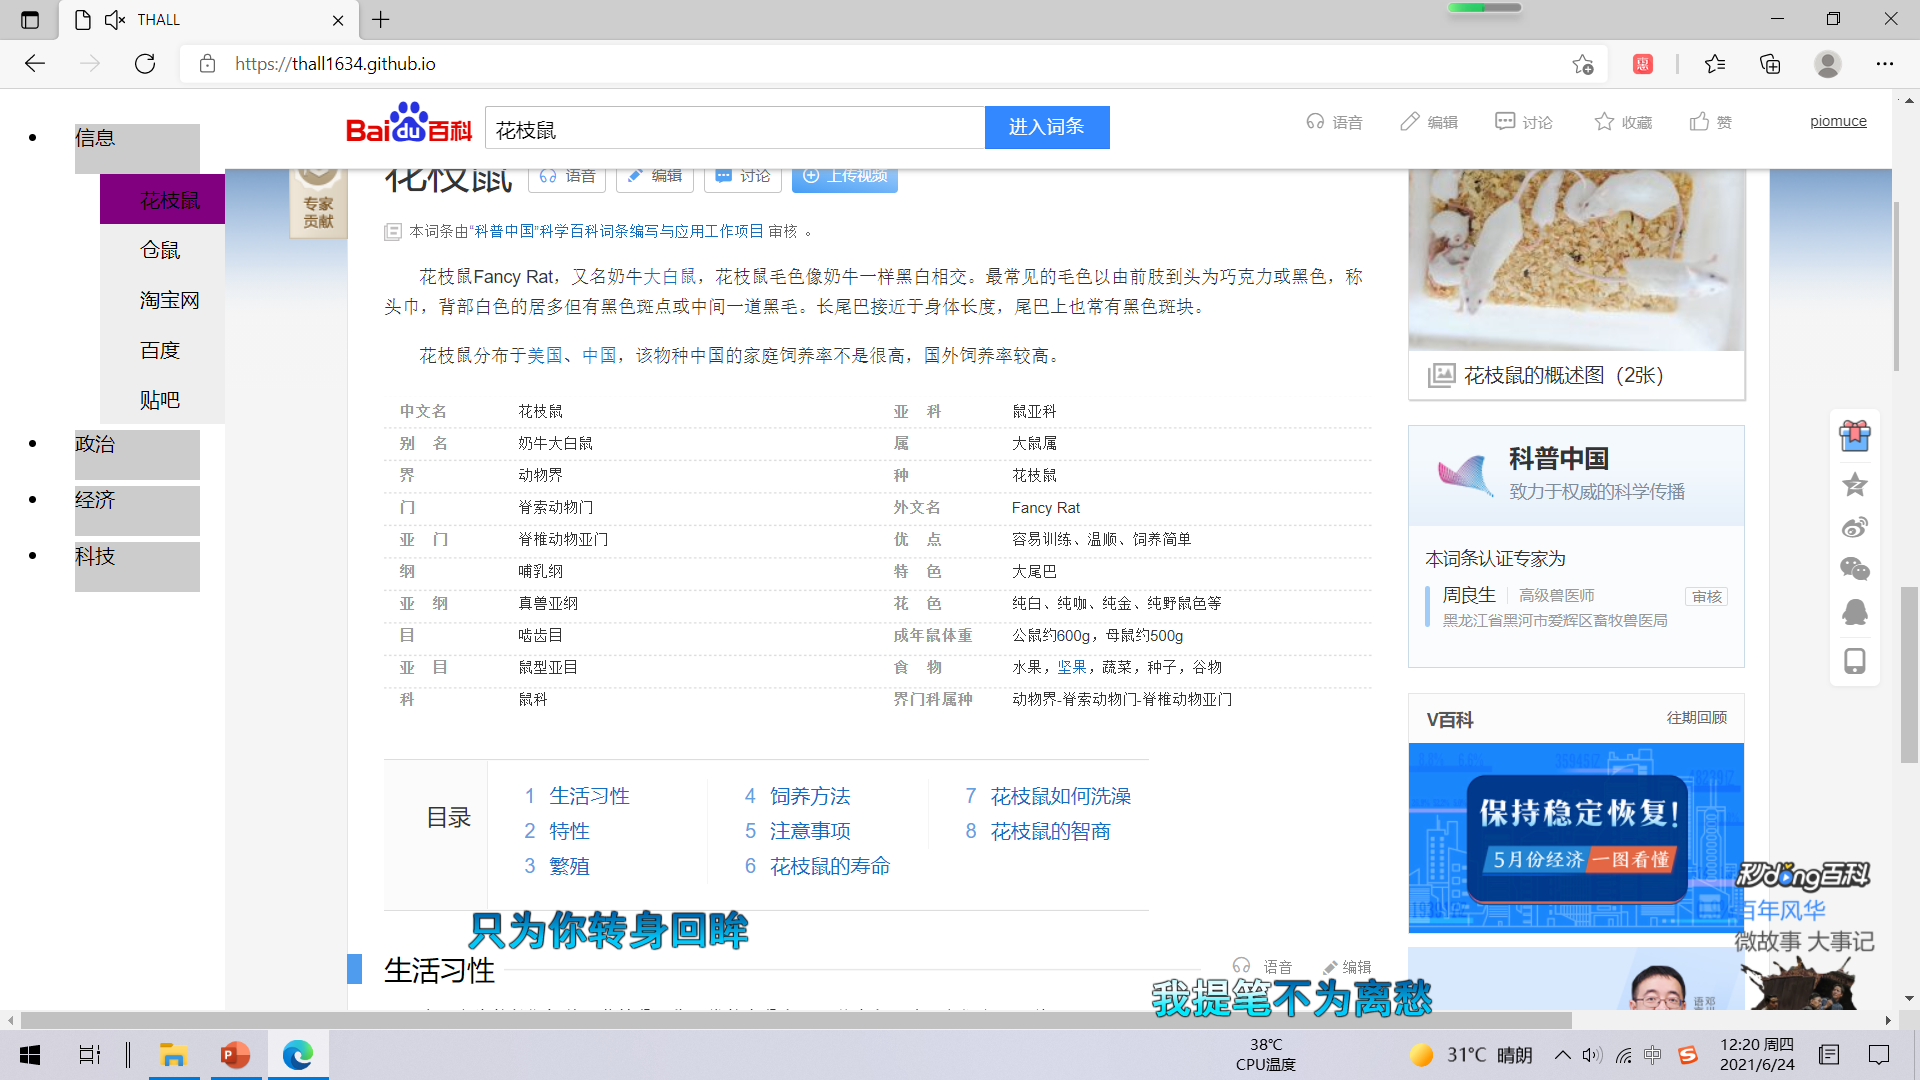 THALL
https://thall1634.github.io
惠
信息
花枝鼠
仓鼠
淘宝网
百度
贴吧
政治
经济
科技
Baidu百科
花枝鼠
进入词条
语音
编辑
讨论
收藏
赞
piomuce
专家
贡献
花枝鼠
语音
编辑
讨论
上传视频
本词条由“科普中国”科学百科词条编写与应用工作项目 审核 。
花枝鼠Fancy Rat，又名奶牛大白鼠，花枝鼠毛色像奶牛一样黑白相交。最常见的毛色以由前肢到头为巧克力或黑色，称
头巾，背部白色的居多但有黑色斑点或中间一道黑毛。长尾巴接近于身体长度，尾巴上也常有黑色斑块。
花枝鼠分布于美国、中国，该物种中国的家庭饲养率不是很高，国外饲养率较高。
中文名 花枝鼠
别 名 奶牛大白鼠
界 动物界
门 脊索动物门
亚 门 脊椎动物亚门
纲 哺乳纲
亚 纲 真兽亚纲
目 啮齿目
亚 目 鼠型亚目
科 鼠科
亚 科 鼠亚科
属 大鼠属
种 花枝鼠
外文名 Fancy Rat
优 点 容易训练、温顺、饲养简单
特 色 大尾巴
花 色 纯白、纯咖、纯金、纯野鼠色等
成年鼠体重 公鼠约600g，母鼠约500g
食 物 水果，坚果，蔬菜，种子，谷物
界门科属种 动物界-脊索动物门-脊椎动物亚门
目录
1 生活习性
2 特性
3 繁殖
4 饲养方法
5 注意事项
6 花枝鼠的寿命
7 花枝鼠如何洗澡
8 花枝鼠的智商
只为你转身回眸
生活习性
语音
编辑
我提笔不为离愁
花枝鼠的概述图（2张）
科普中国
致力于权威的科学传播
本词条认证专家为
周良生 高级兽医师 审核
黑龙江省黑河市爱辉区畜牧兽医局
V百科 往期回顾
保持稳定恢复!
5月份经济 一图看懂
秒dong百科
百年风华
微故事 大事记
38℃
CPU温度
31°C 晴朗
中
12:20 周四
2021/6/24